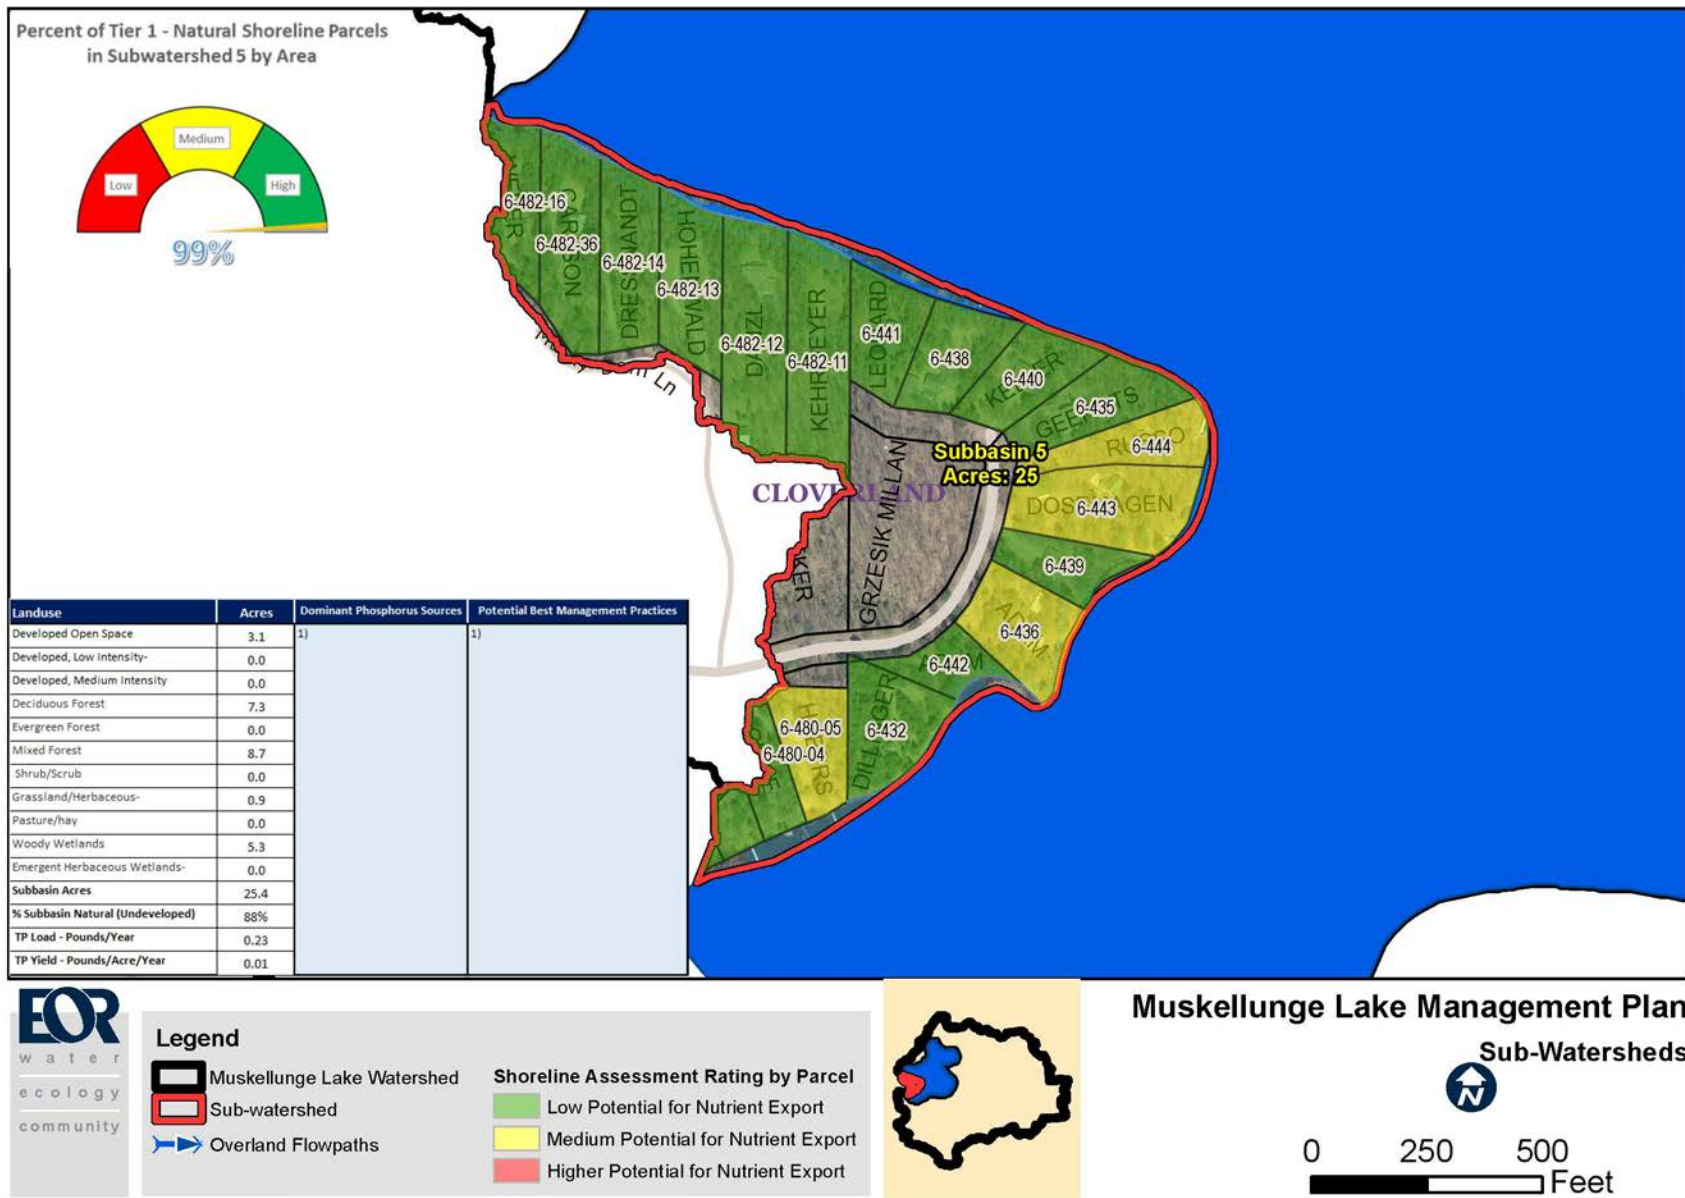 Percent of Tier 1 - Natural Shoreline Parcels
in Subwatershed 5 by Area
Low
Medium
High
99%
6-482-16
6-482-36
6-482-14
6-482-13
6-482-12
6-482-11
6-441
6-438
6-440
6-435
6-444
6-443
6-439
6-436
6-442
6-432
6-480-05
6-480-04
HOHENWALD
KEHRMEYER
LEONARD
GRZESIK MILLAN
DILLINGER
Ln
CLOVERLAND
Subbasin 5
Acres: 25
Landuse Acres Dominant Phosphorus Sources Potential Best Management Practices
Developed Open Space 3.1 1) 1)
Developed, Low Intensity- 0.0
Developed, Medium Intensity 0.0
Deciduous Forest 7.3
Evergreen Forest 0.0
Mixed Forest 8.7
Shrub/Scrub 0.0
Grassland/Herbaceous- 0.9
Pasture/hay 0.0
Woody Wetlands 5.3
Emergent Herbaceous Wetlands- 0.0
Subbasin Acres 25.4
% Subbasin Natural (Undeveloped) 88%
TP Load - Pounds/Year 0.23
TP Yield - Pounds/Acre/Year 0.01
EOR
water
ecology
community
Legend
Muskellunge Lake Watershed
Sub-watershed
Overland Flowpaths
Shoreline Assessment Rating by Parcel
Low Potential for Nutrient Export
Medium Potential for Nutrient Export
Higher Potential for Nutrient Export
Muskellunge Lake Management Plan
Sub-Watersheds
N
0 250 500
Feet